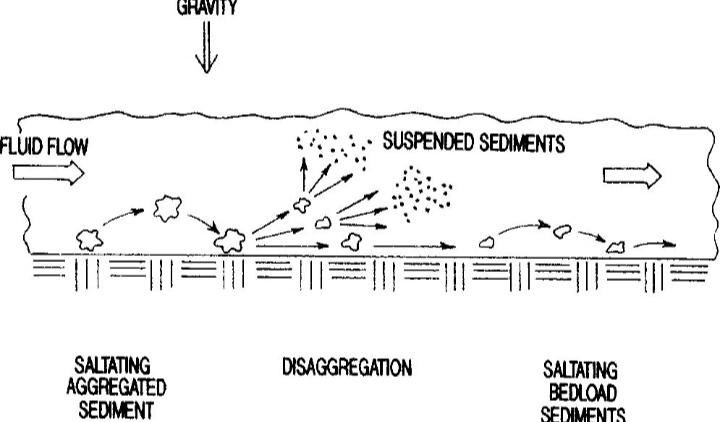 GRAVITY
FLUID FLOW
SUSPENDED SEDIMENTS
SALTATING
AGGREGATED
SEDIMENT
DISAGGREGATION
SALTATING
BEDLOAD
SEDIMENTS